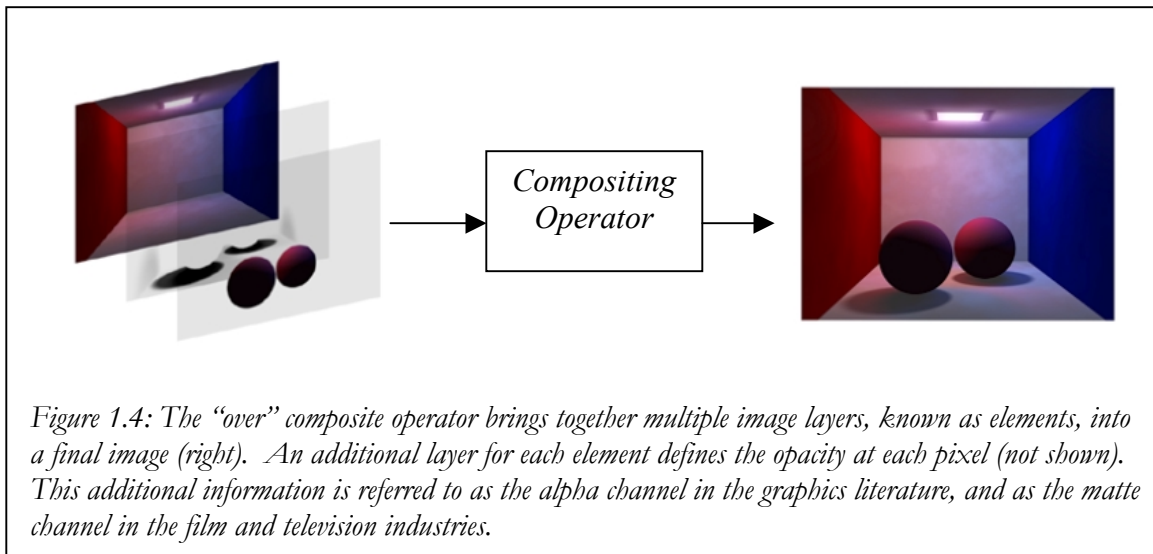 Compositing
Operator
Figure 1.4: The “over” composite operator brings together multiple image layers, known as elements, into
a final image (right). An additional layer for each element defines the opacity at each pixel (not shown).
This additional information is referred to as the alpha channel in the graphics literature, and as the matte
channel in the film and television industries.